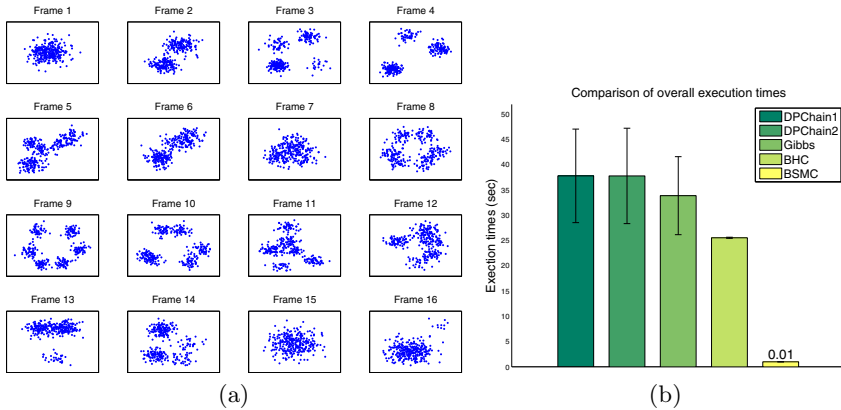 Frame 1 Frame 2 Frame 3 Frame 4
Frame 5 Frame 6 Frame 7 Frame 8
Frame 9 Frame 10 Frame 11 Frame 12
Frame 13 Frame 14 Frame 15 Frame 16
(a)
Comparison of overall execution times
DPChain1
DPChain2
Gibbs
BHC
BSMC
Exection times (sec)
50
45
40
35
30
25
20
15
10
5
0
0.01
(b)